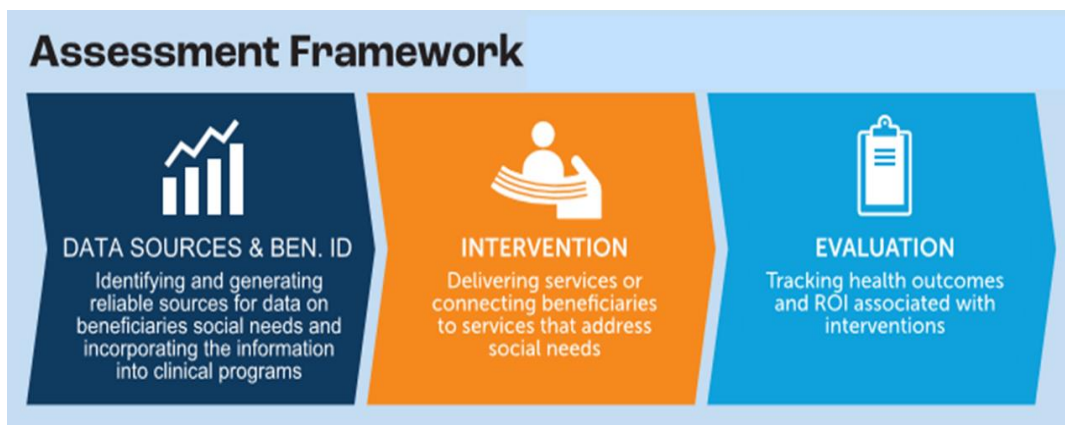 Assessment Framework
DATA SOURCES & BEN. ID
Identifying and generating
reliable sources for data on
beneficiaries social needs and
incorporating the information
into clinical programs
INTERVENTION
Delivering services or
connecting beneficiaries
to services that address
social needs
EVALUATION
Tracking health outcomes
and ROI associated with
interventions